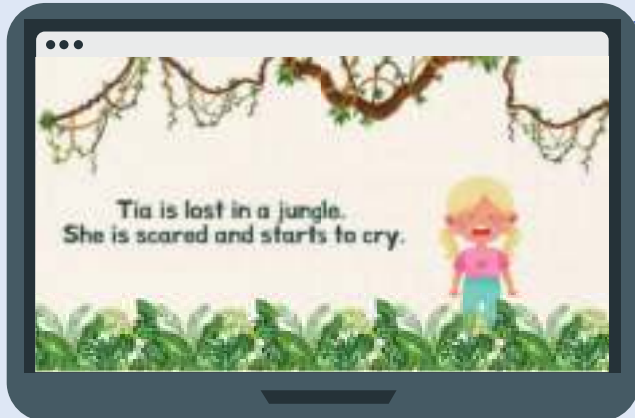 Tia is lost in a jungle.
She is scared and starts to cry.